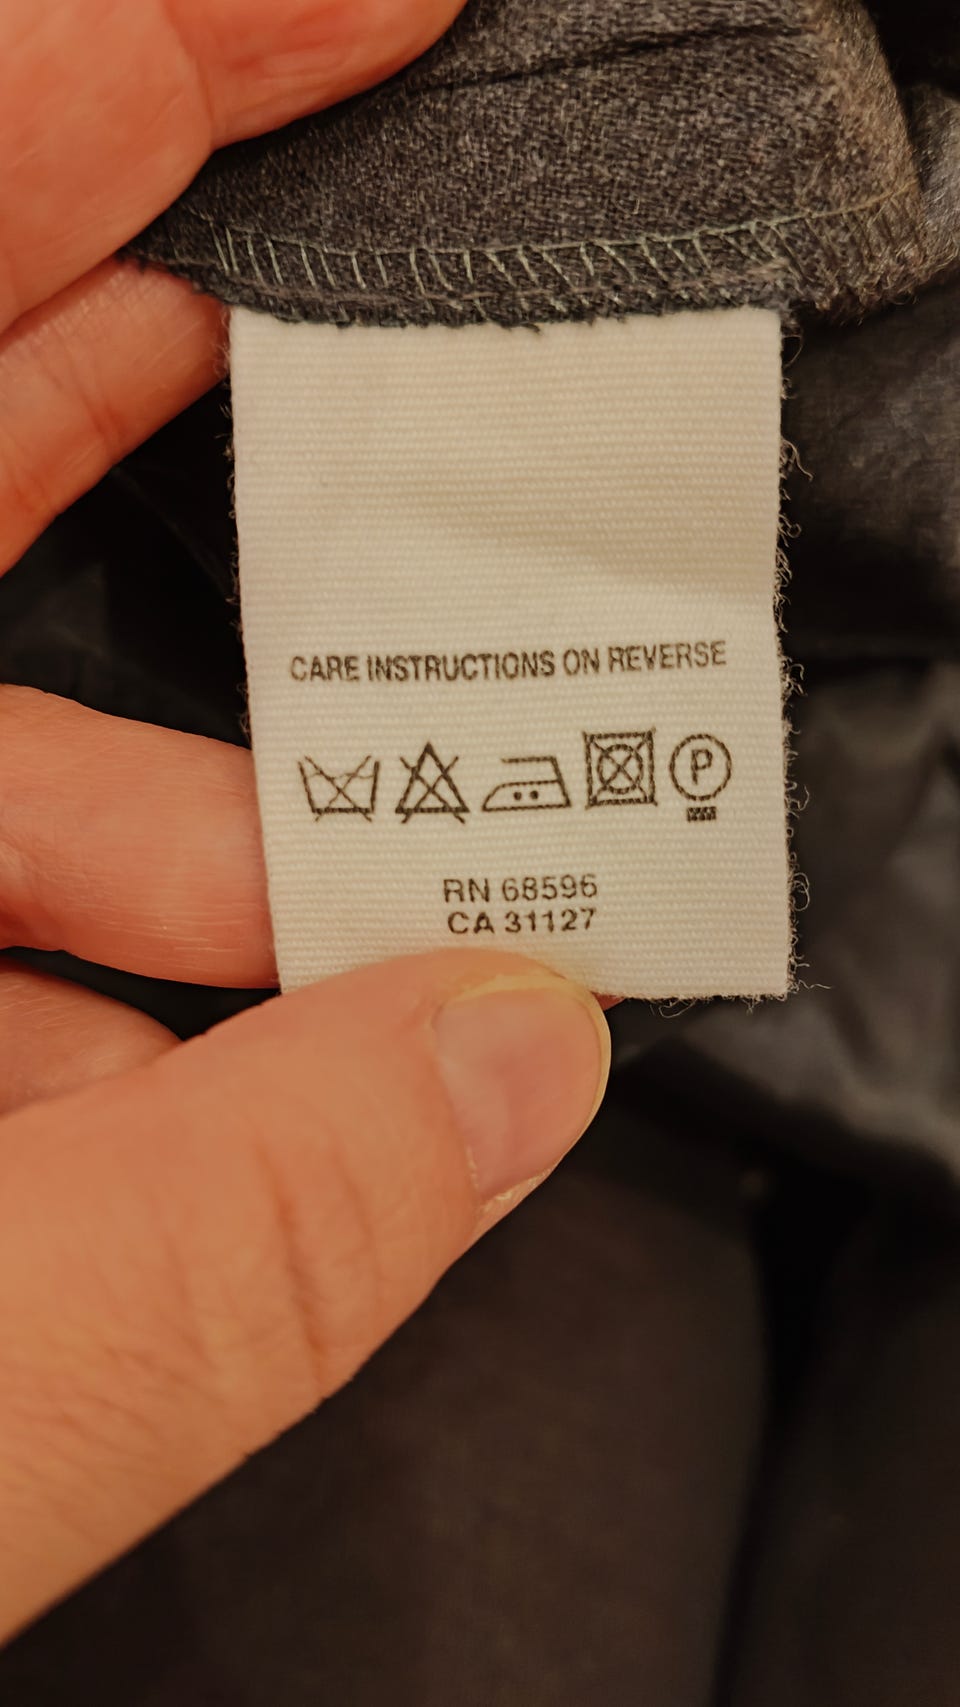 CARE INSTRUCTIONS ON REVERSE
P
RN 68596
CA 31127